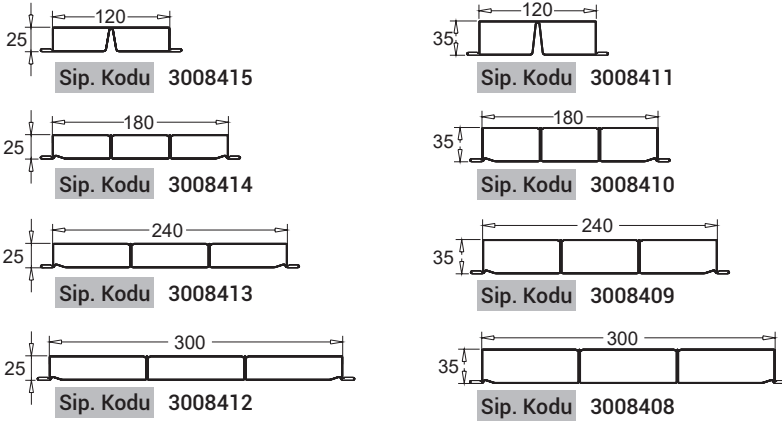 120
25
Sip. Kodu 3008415
120
35
Sip. Kodu 3008411
180
25
Sip. Kodu 3008414
180
35
Sip. Kodu 3008410
240
25
Sip. Kodu 3008413
240
35
Sip. Kodu 3008409
300
25
Sip. Kodu 3008412
300
35
Sip. Kodu 3008408